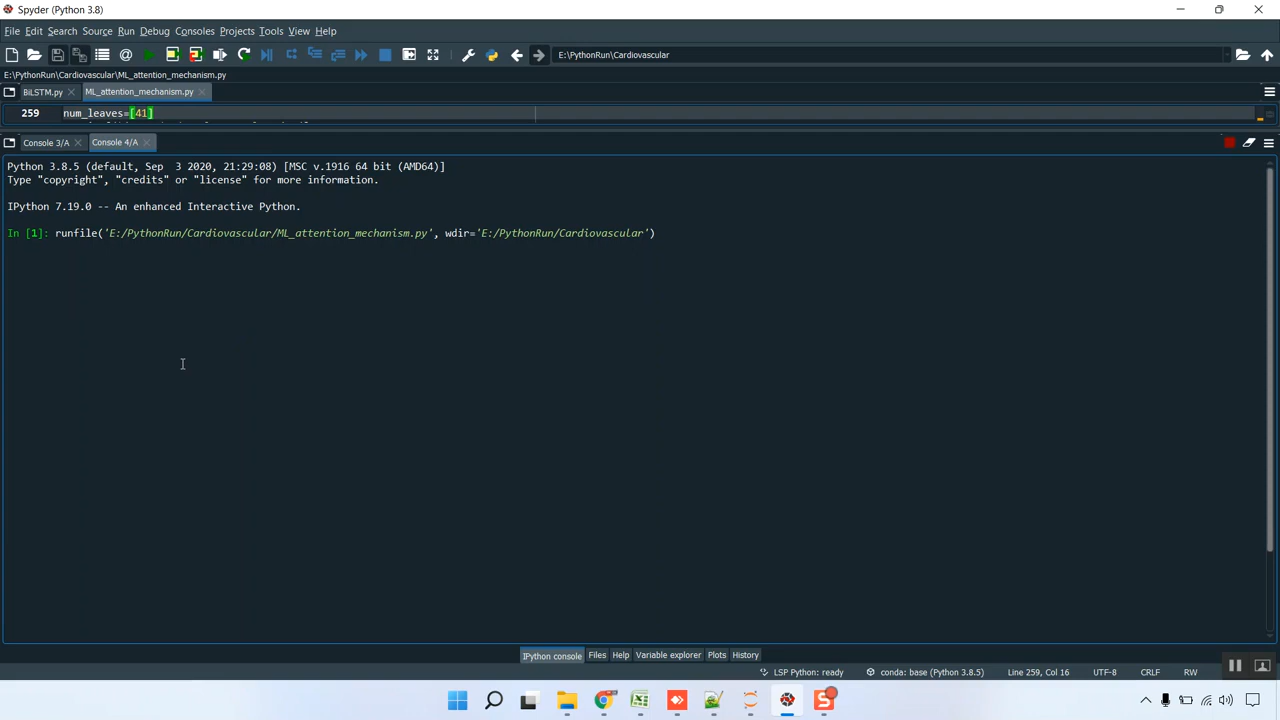 Spyder (Python 3.8)
File Edit Search Source Run Debug Consoles Projects Tools View Help
E:\PythonRun\Cardiovascular
E:\PythonRun\Cardiovascular\ML_attention_mechanism.py
BiLSTM.py ML_attention_mechanism.py
259 num_leaves=[41]
Console 3/A Console 4/A
Python 3.8.5 (default, Sep  3 2020, 21:29:08) [MSC v.1916 64 bit (AMD64)]
Type "copyright", "credits" or "license" for more information.
IPython 7.19.0 -- An enhanced Interactive Python.
In [1]: runfile('E:/PythonRun/Cardiovascular/ML_attention_mechanism.py', wdir='E:/PythonRun/Cardiovascular')
IPython console Files Help Variable explorer Plots History
LSP Python: ready conda: base (Python 3.8.5) Line 259, Col 16 UTF-8 CRLF RW